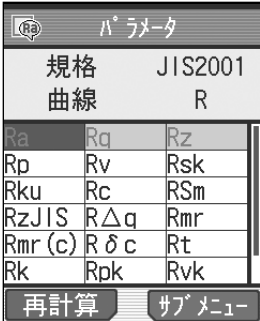 Ra パラメータ
規格 JIS2001
曲線 R
Ra Rq Rz
Rp Rv Rsk
Rku Rc RSm
RzJIS R△q Rmr
Rmr(c) Rδc Rt
Rk Rpk Rvk
再計算 サブメニュー